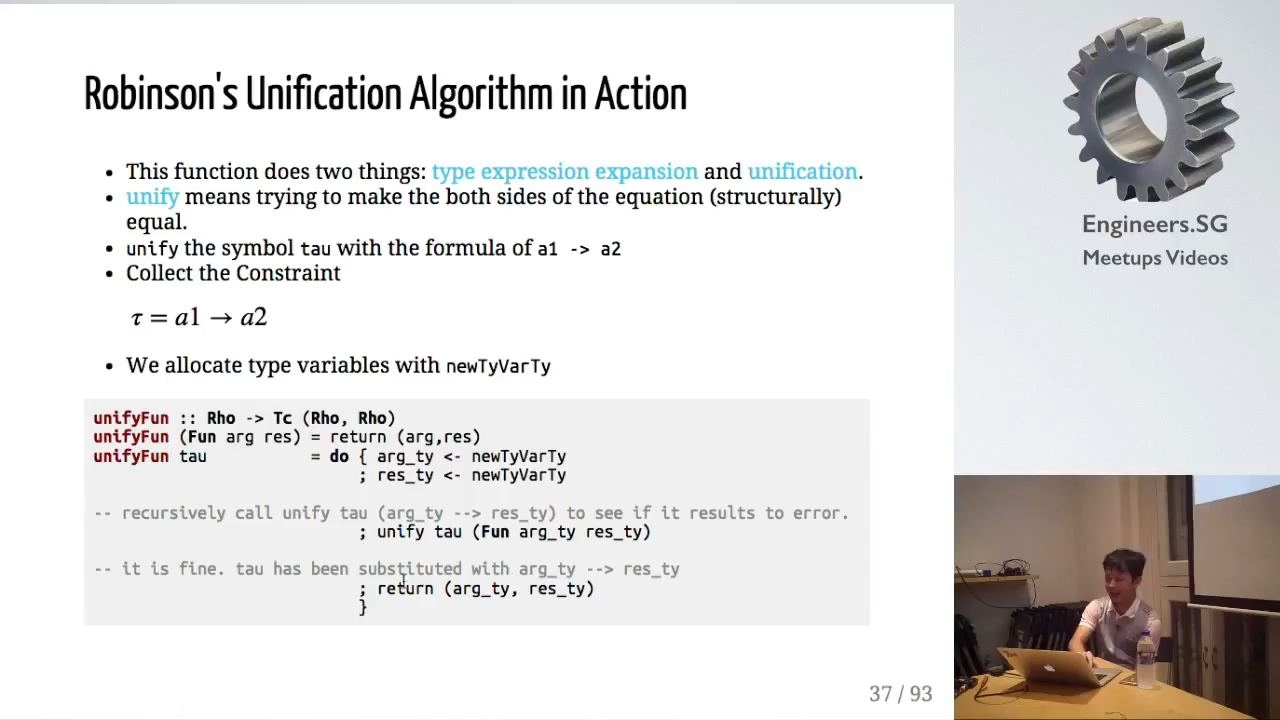 Robinson's Unification Algorithm in Action
• This function does two things: type expression expansion and unification.
• unify means trying to make the both sides of the equation (structurally)
equal.
• unify the symbol tau with the formula of a1 -> a2
• Collect the Constraint
τ = a1 → a2
• We allocate type variables with newTyVarTy
unifyFun :: Rho -> Tc (Rho, Rho)
unifyFun (Fun arg res) = return (arg,res)
unifyFun tau = do { arg_ty <- newTyVarTy
; res_ty <- newTyVarTy
-- recursively call unify tau (arg_ty --> res_ty) to see if it results to error.
; unify tau (Fun arg_ty res_ty)
-- it is fine. tau has been substituted with arg_ty --> res_ty
; return (arg_ty, res_ty)
}
37 / 93
Engineers.SG
Meetups Videos